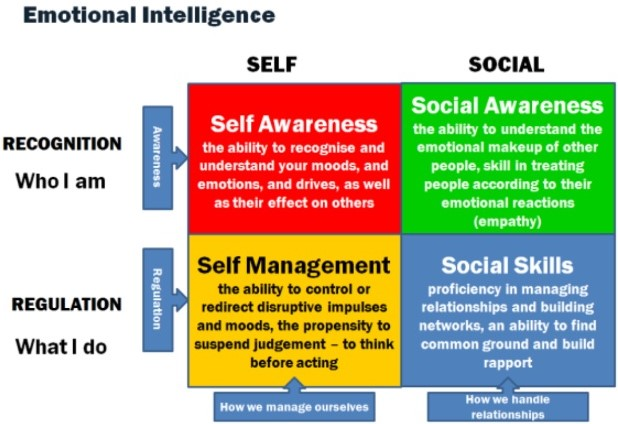 Emotional Intelligence
SELF
SOCIAL
RECOGNITION
Who I am
Awareness
Self Awareness
the ability to recognise and
understand your moods, and
emotions, and drives, as well
as their effect on others
Social Awareness
the ability to understand the
emotional makeup of other
people, skill in treating
people according to their
emotional reactions
(empathy)
REGULATION
What I do
Regulation
Self Management
the ability to control or
redirect disruptive impulses
and moods, the propensity to
suspend judgement – to think
before acting
Social Skills
proficiency in managing
relationships and building
networks, an ability to find
common ground and build
rapport
How we manage ourselves
How we handle
relationships